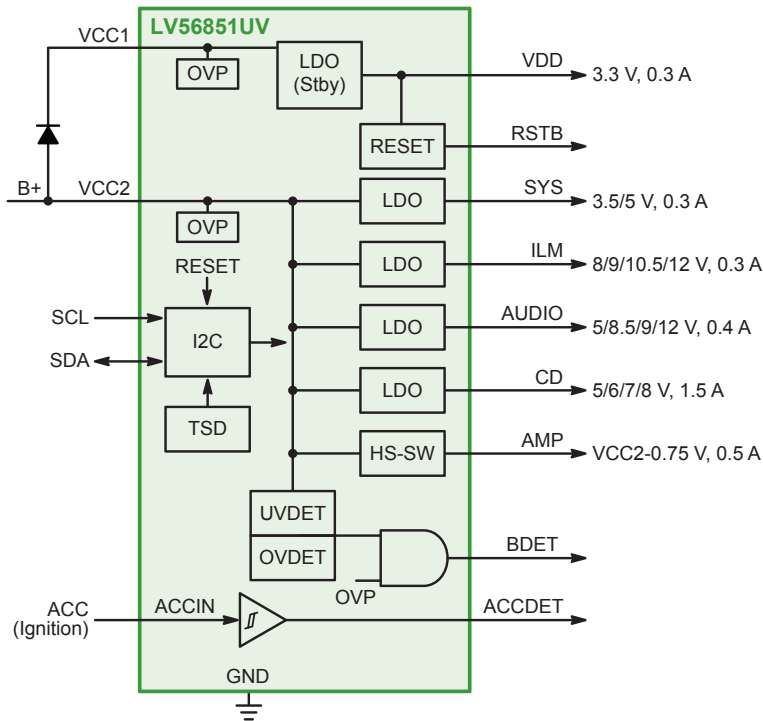 LV56851UV
VCC1
OVP
LDO
(Stby)
VDD
3.3 V, 0.3 A
RESET
RSTB
B+
VCC2
OVP
LDO
SYS
3.5/5 V, 0.3 A
RESET
LDO
ILM
8/9/10.5/12 V, 0.3 A
SCL
SDA
I2C
LDO
AUDIO
5/8.5/9/12 V, 0.4 A
TSD
LDO
CD
5/6/7/8 V, 1.5 A
HS-SW
AMP
VCC2-0.75 V, 0.5 A
UVDET
OVDET
OVP
BDET
ACC
(Ignition)
ACCIN
ACCDET
GND